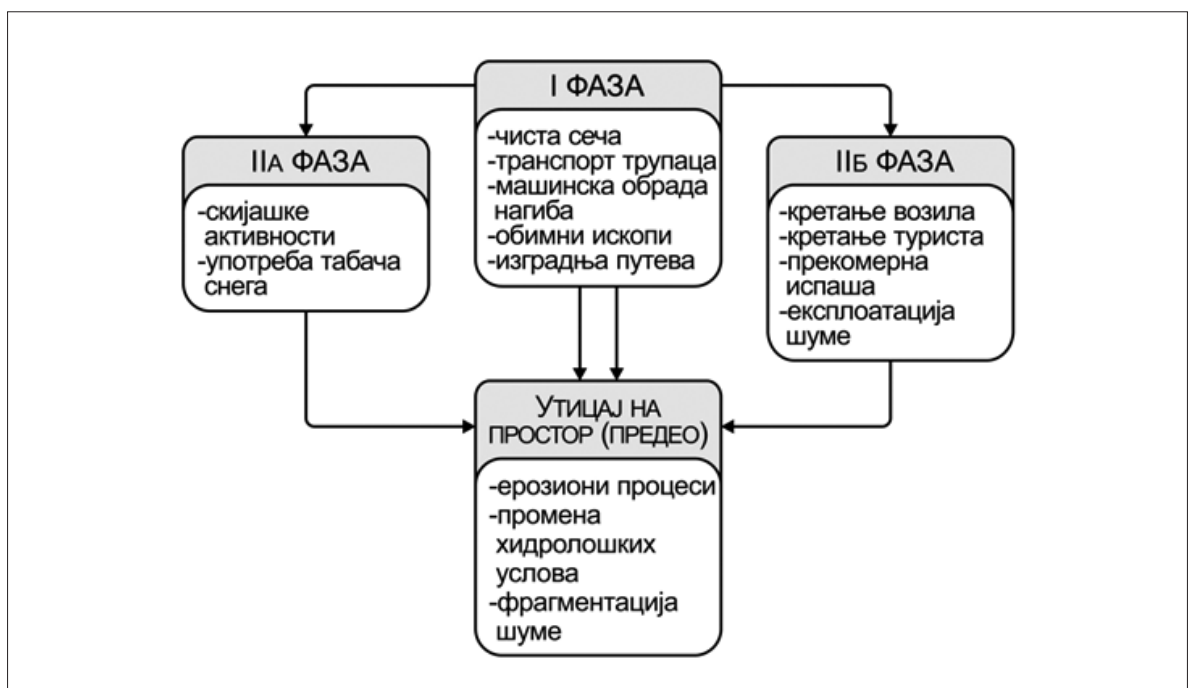 I ФАЗА
-чиста сеча
-транспорт трупаца
-машинска обрада
нагиба
-обимни ископи
-изградња путева
IIА ФАЗА
-скијашке
активности
-употреба табача
снега
IIБ ФАЗА
-кретање возила
-кретање туриста
-прекомерна
испаша
-експлоатација
шуме
УТИЦАЈ НА
ПРОСТОР (ПРЕДЕО)
-ерозиони процеси
-промена
хидролошких
услова
-фрагментација
шуме